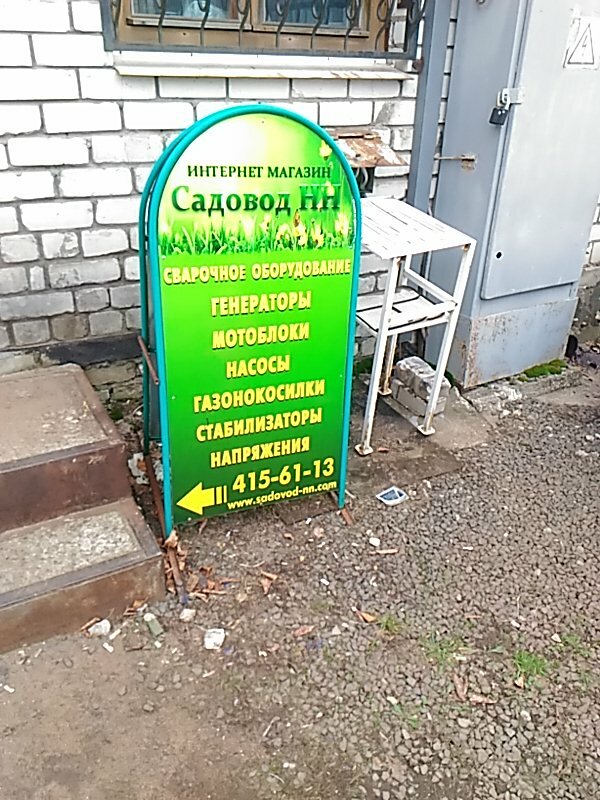 ИНТЕРНЕТ МАГАЗИН
Садовод НН
СВАРОЧНОЕ ОБОРУДОВАНИЕ
ГЕНЕРАТОРЫ
МОТОБЛОКИ
НАСОСЫ
ГАЗОНОКОСИЛКИ
СТАБИЛИЗАТОРЫ
НАПРЯЖЕНИЯ
415-61-13
www.sadovod-nn.com